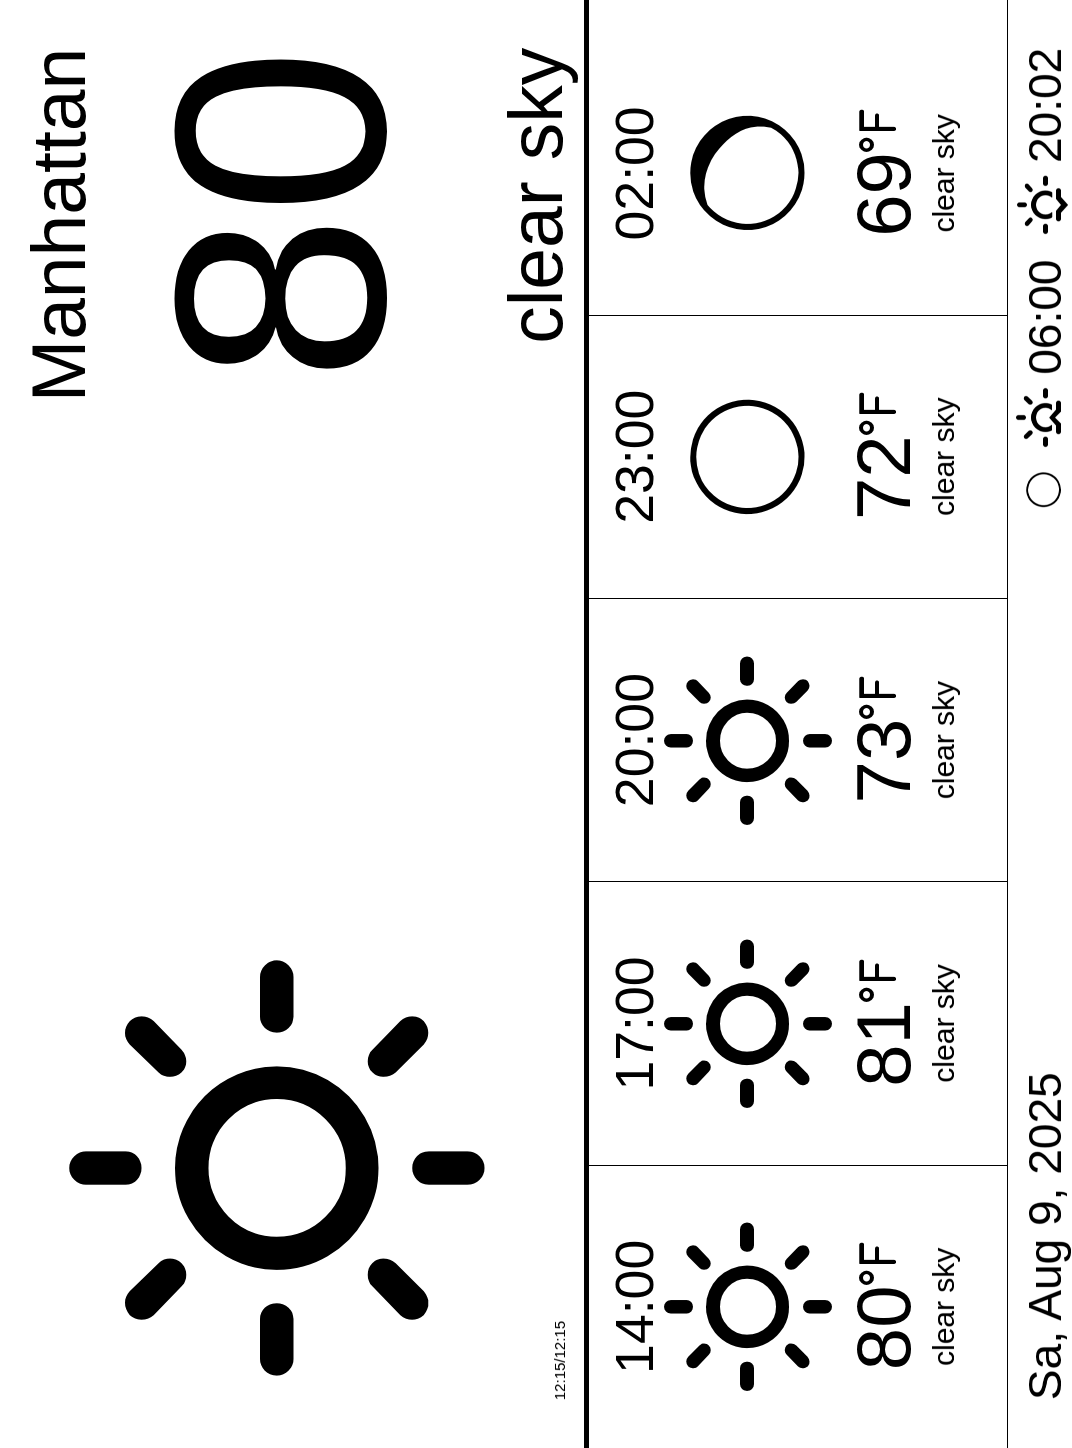 Manhattan
80
clear sky
12:15/12:15
14:00 17:00 20:00 23:00 02:00
80°F 81°F 73°F 72°F 69°F
clear sky clear sky clear sky clear sky clear sky
Sa, Aug 9, 2025 06:00 20:02